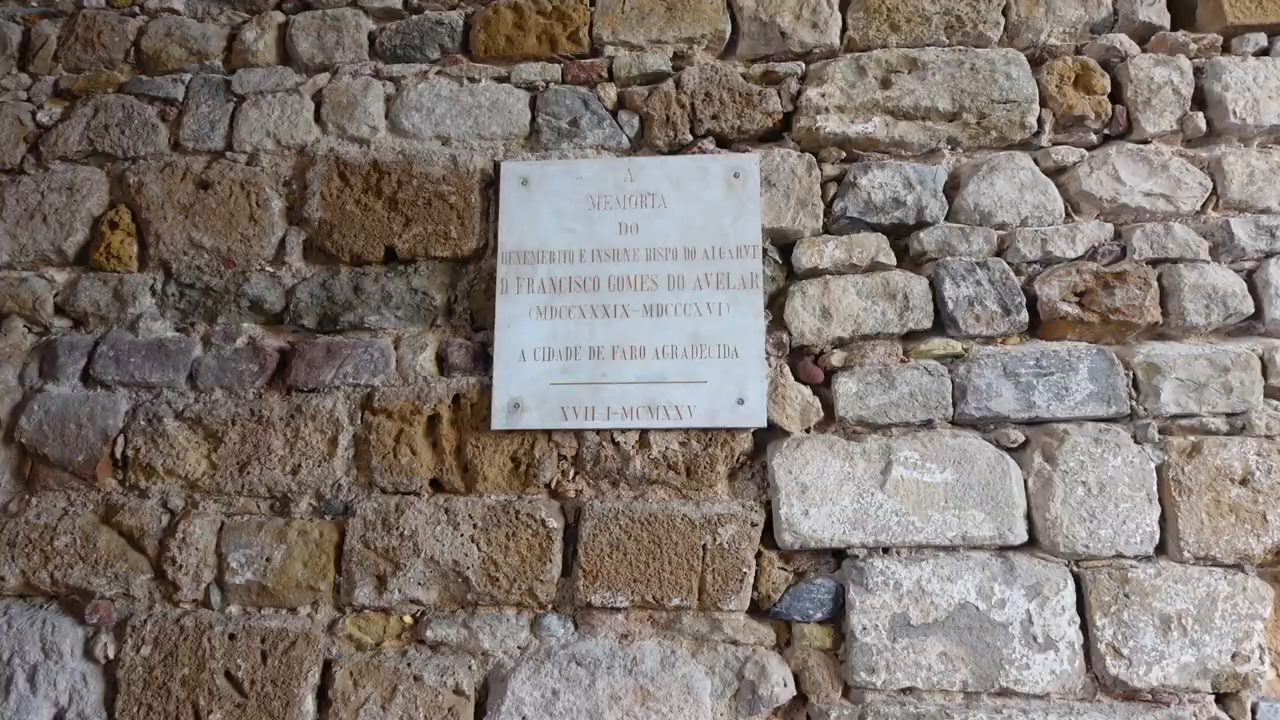 A
MEMORIA
DO
BENEMERITO E INSIGNE BISPO DO ALGARVE
D FRANCISCO GOMES DO AVELAR
(MDCCXXXIX-MDCCCXVI)
A CIDADE DE FARO AGRADECIDA
XVII-I-MCMXXV